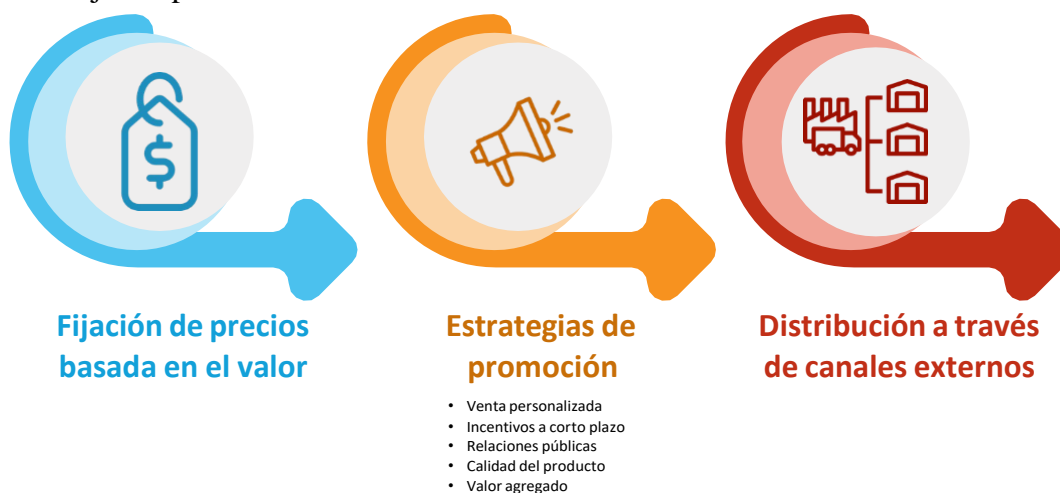 Fijación de precios
basada en el valor
Estrategias de
promoción
• Venta personalizada
• Incentivos a corto plazo
• Relaciones públicas
• Calidad del producto
• Valor agregado
Distribución a través
de canales externos
$